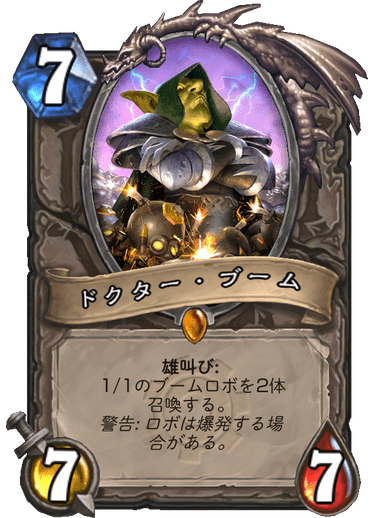 7
ドクター・ブーム
雄叫び:
1/1のブームロボを2体
召喚する。
警告: ロボは爆発する場
合がある。
7
7